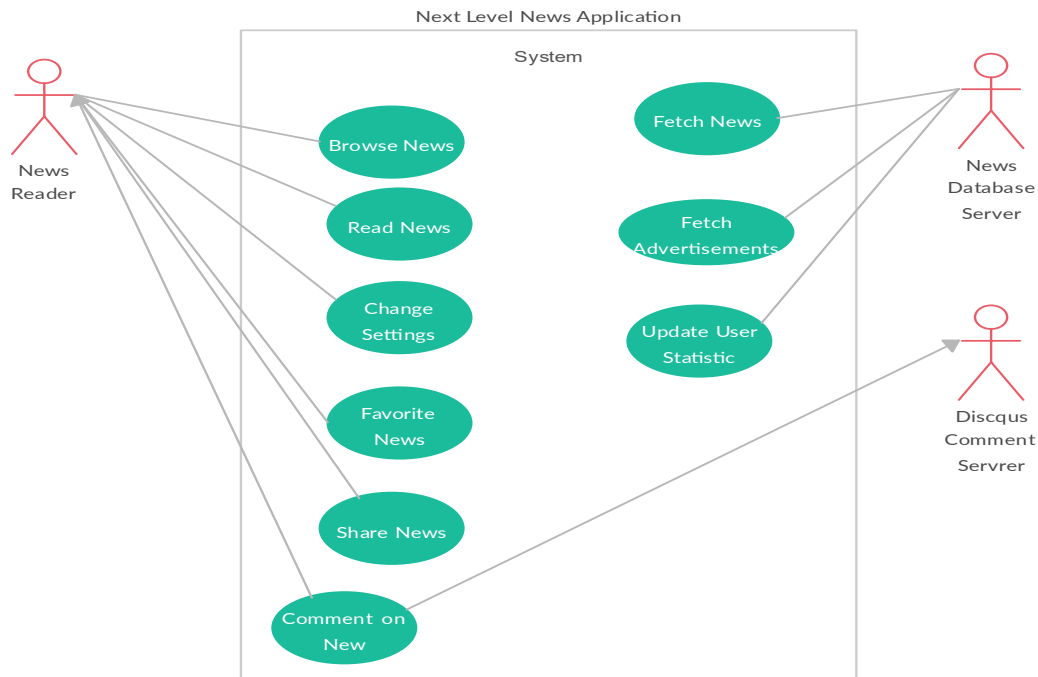 Next Level News Application
System
News
Reader
Browse News
Read News
Change
Settings
Favorite
News
Share News
Comment on
New
Fetch News
Fetch
Advertisements
Update User
Statistic
News
Database
Server
Discqus
Comment
Servrer